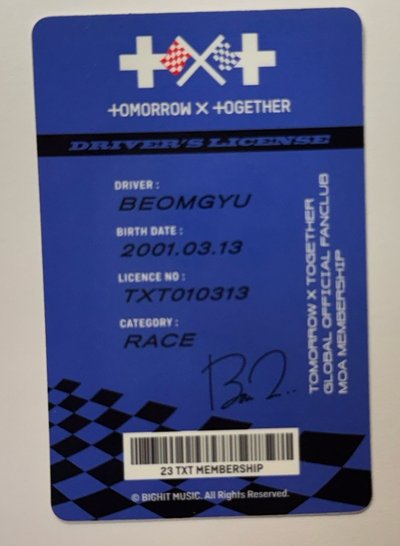 TOMORROW X TOGETHER
DRIVER'S LICENSE
DRIVER :
BEOMGYU
BIRTH DATE :
2001.03.13
LICENCE NO :
TXT010313
CATEGORY :
RACE
TOMORROW X TOGETHER
GLOBAL OFFICIAL FANCLUB
MOA MEMBERSHIP
23 TXT MEMBERSHIP
© BIGHIT MUSIC. All Rights Reserved.